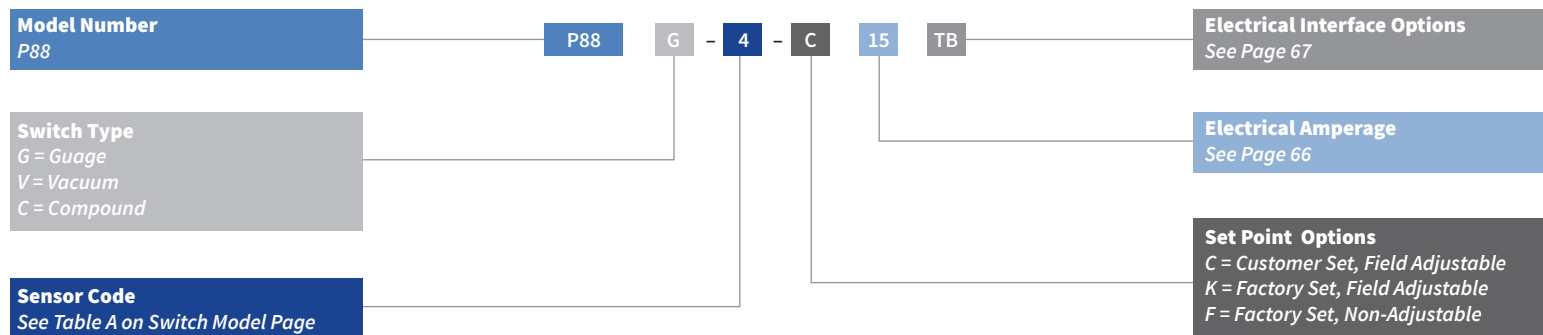 Model Number
P88
P88 G – 4 – C 15 TB
Electrical Interface Options
See Page 67
Switch Type
G = Guage
V = Vacuum
C = Compound
Electrical Amperage
See Page 66
Sensor Code
See Table A on Switch Model Page
Set Point Options
C = Customer Set, Field Adjustable
K = Factory Set, Field Adjustable
F = Factory Set, Non-Adjustable